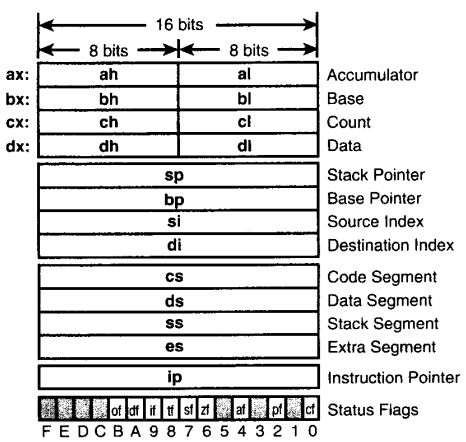 16 bits
8 bits 8 bits
ax: ah al Accumulator
bx: bh bl Base
cx: ch cl Count
dx: dh dl Data
sp Stack Pointer
bp Base Pointer
si Source Index
di Destination Index
cs Code Segment
ds Data Segment
ss Stack Segment
es Extra Segment
ip Instruction Pointer
of df if tf sf zf af pf cf Status Flags
F E D C B A 9 8 7 6 5 4 3 2 1 0